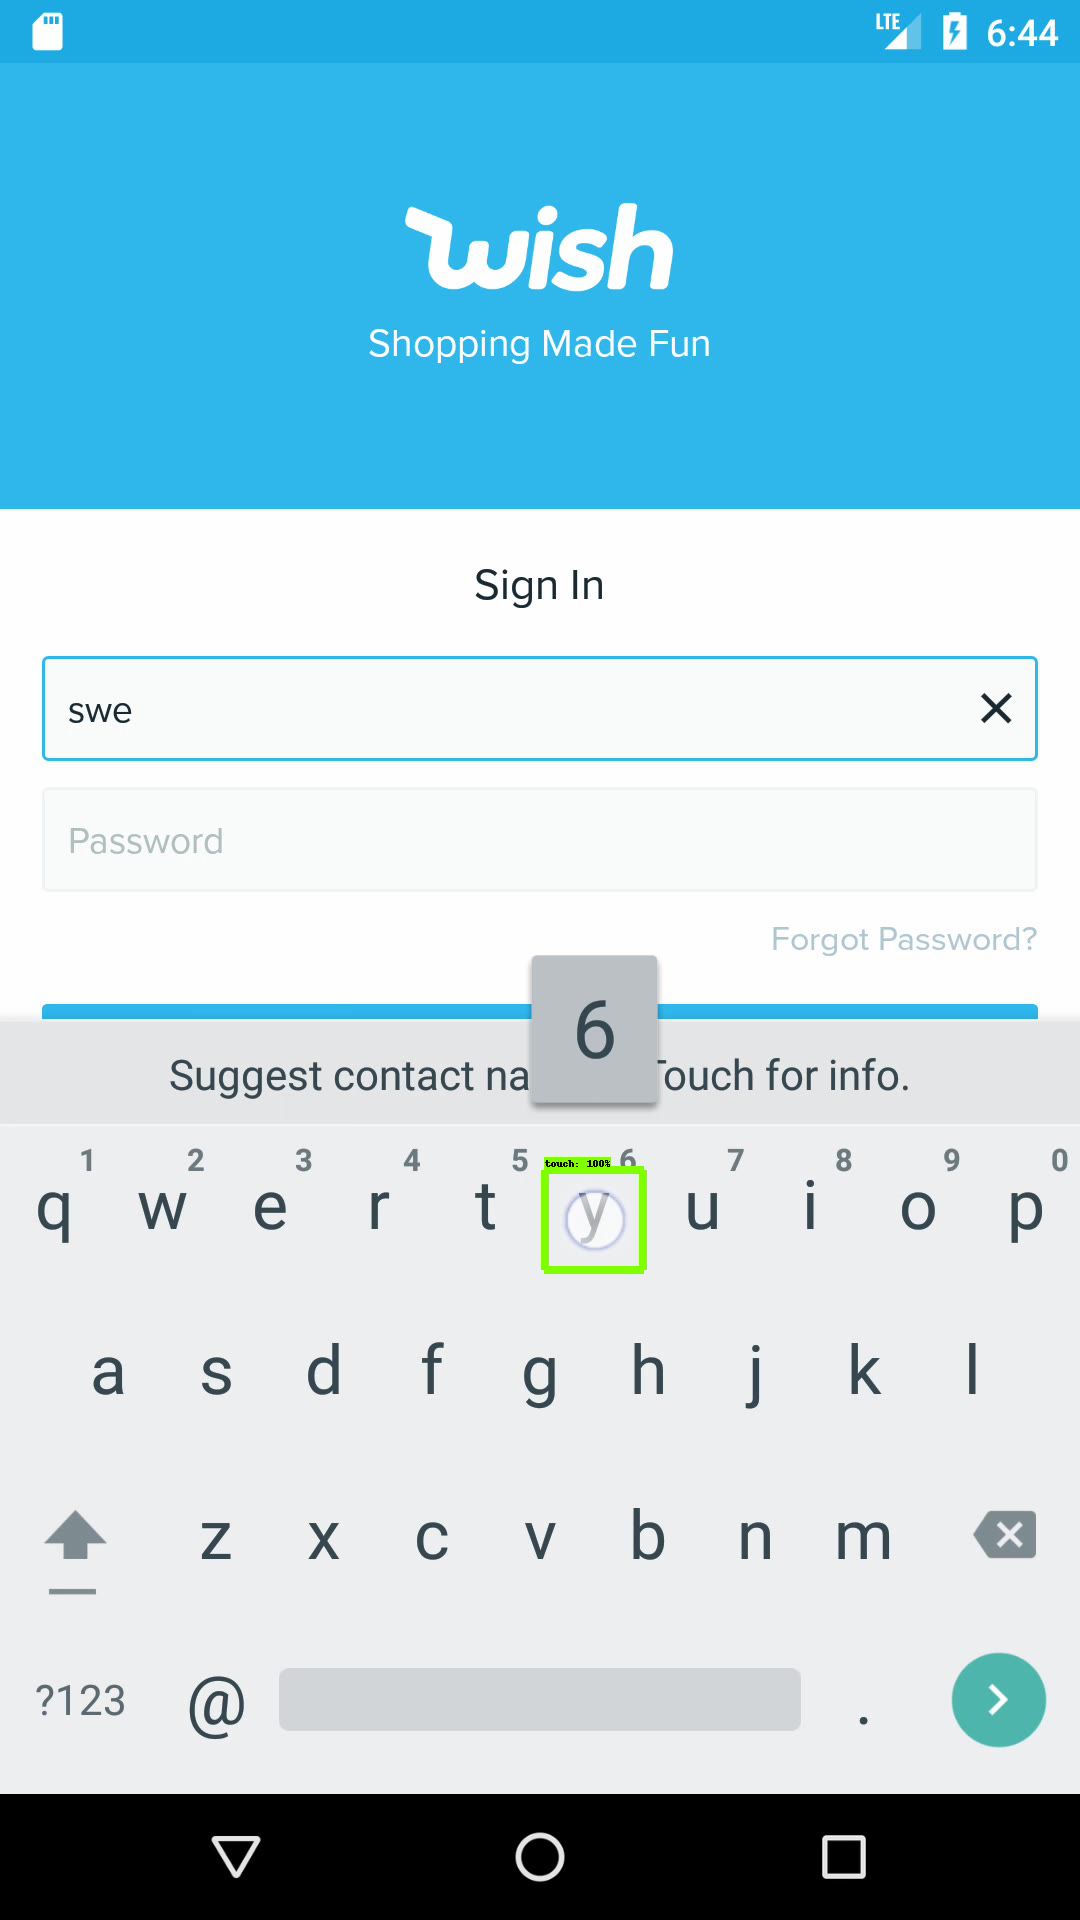 LTE 6:44
wish
Shopping Made Fun
Sign In
swe
Password
Forgot Password?
6
Suggest contact na Touch for info.
1 2 3 4 5 6 7 8 9 0
touch: 100%
q w e r t y u i o p
a s d f g h j k l
z x c v b n m
?123 @ .